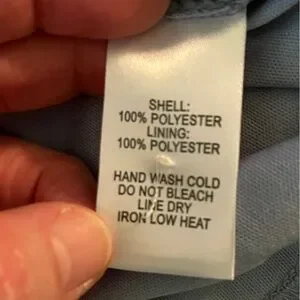 SHELL:
100% POLYESTER
LINING:
100% POLYESTER
HAND WASH COLD
DO NOT BLEACH
LINE DRY
IRON LOW HEAT